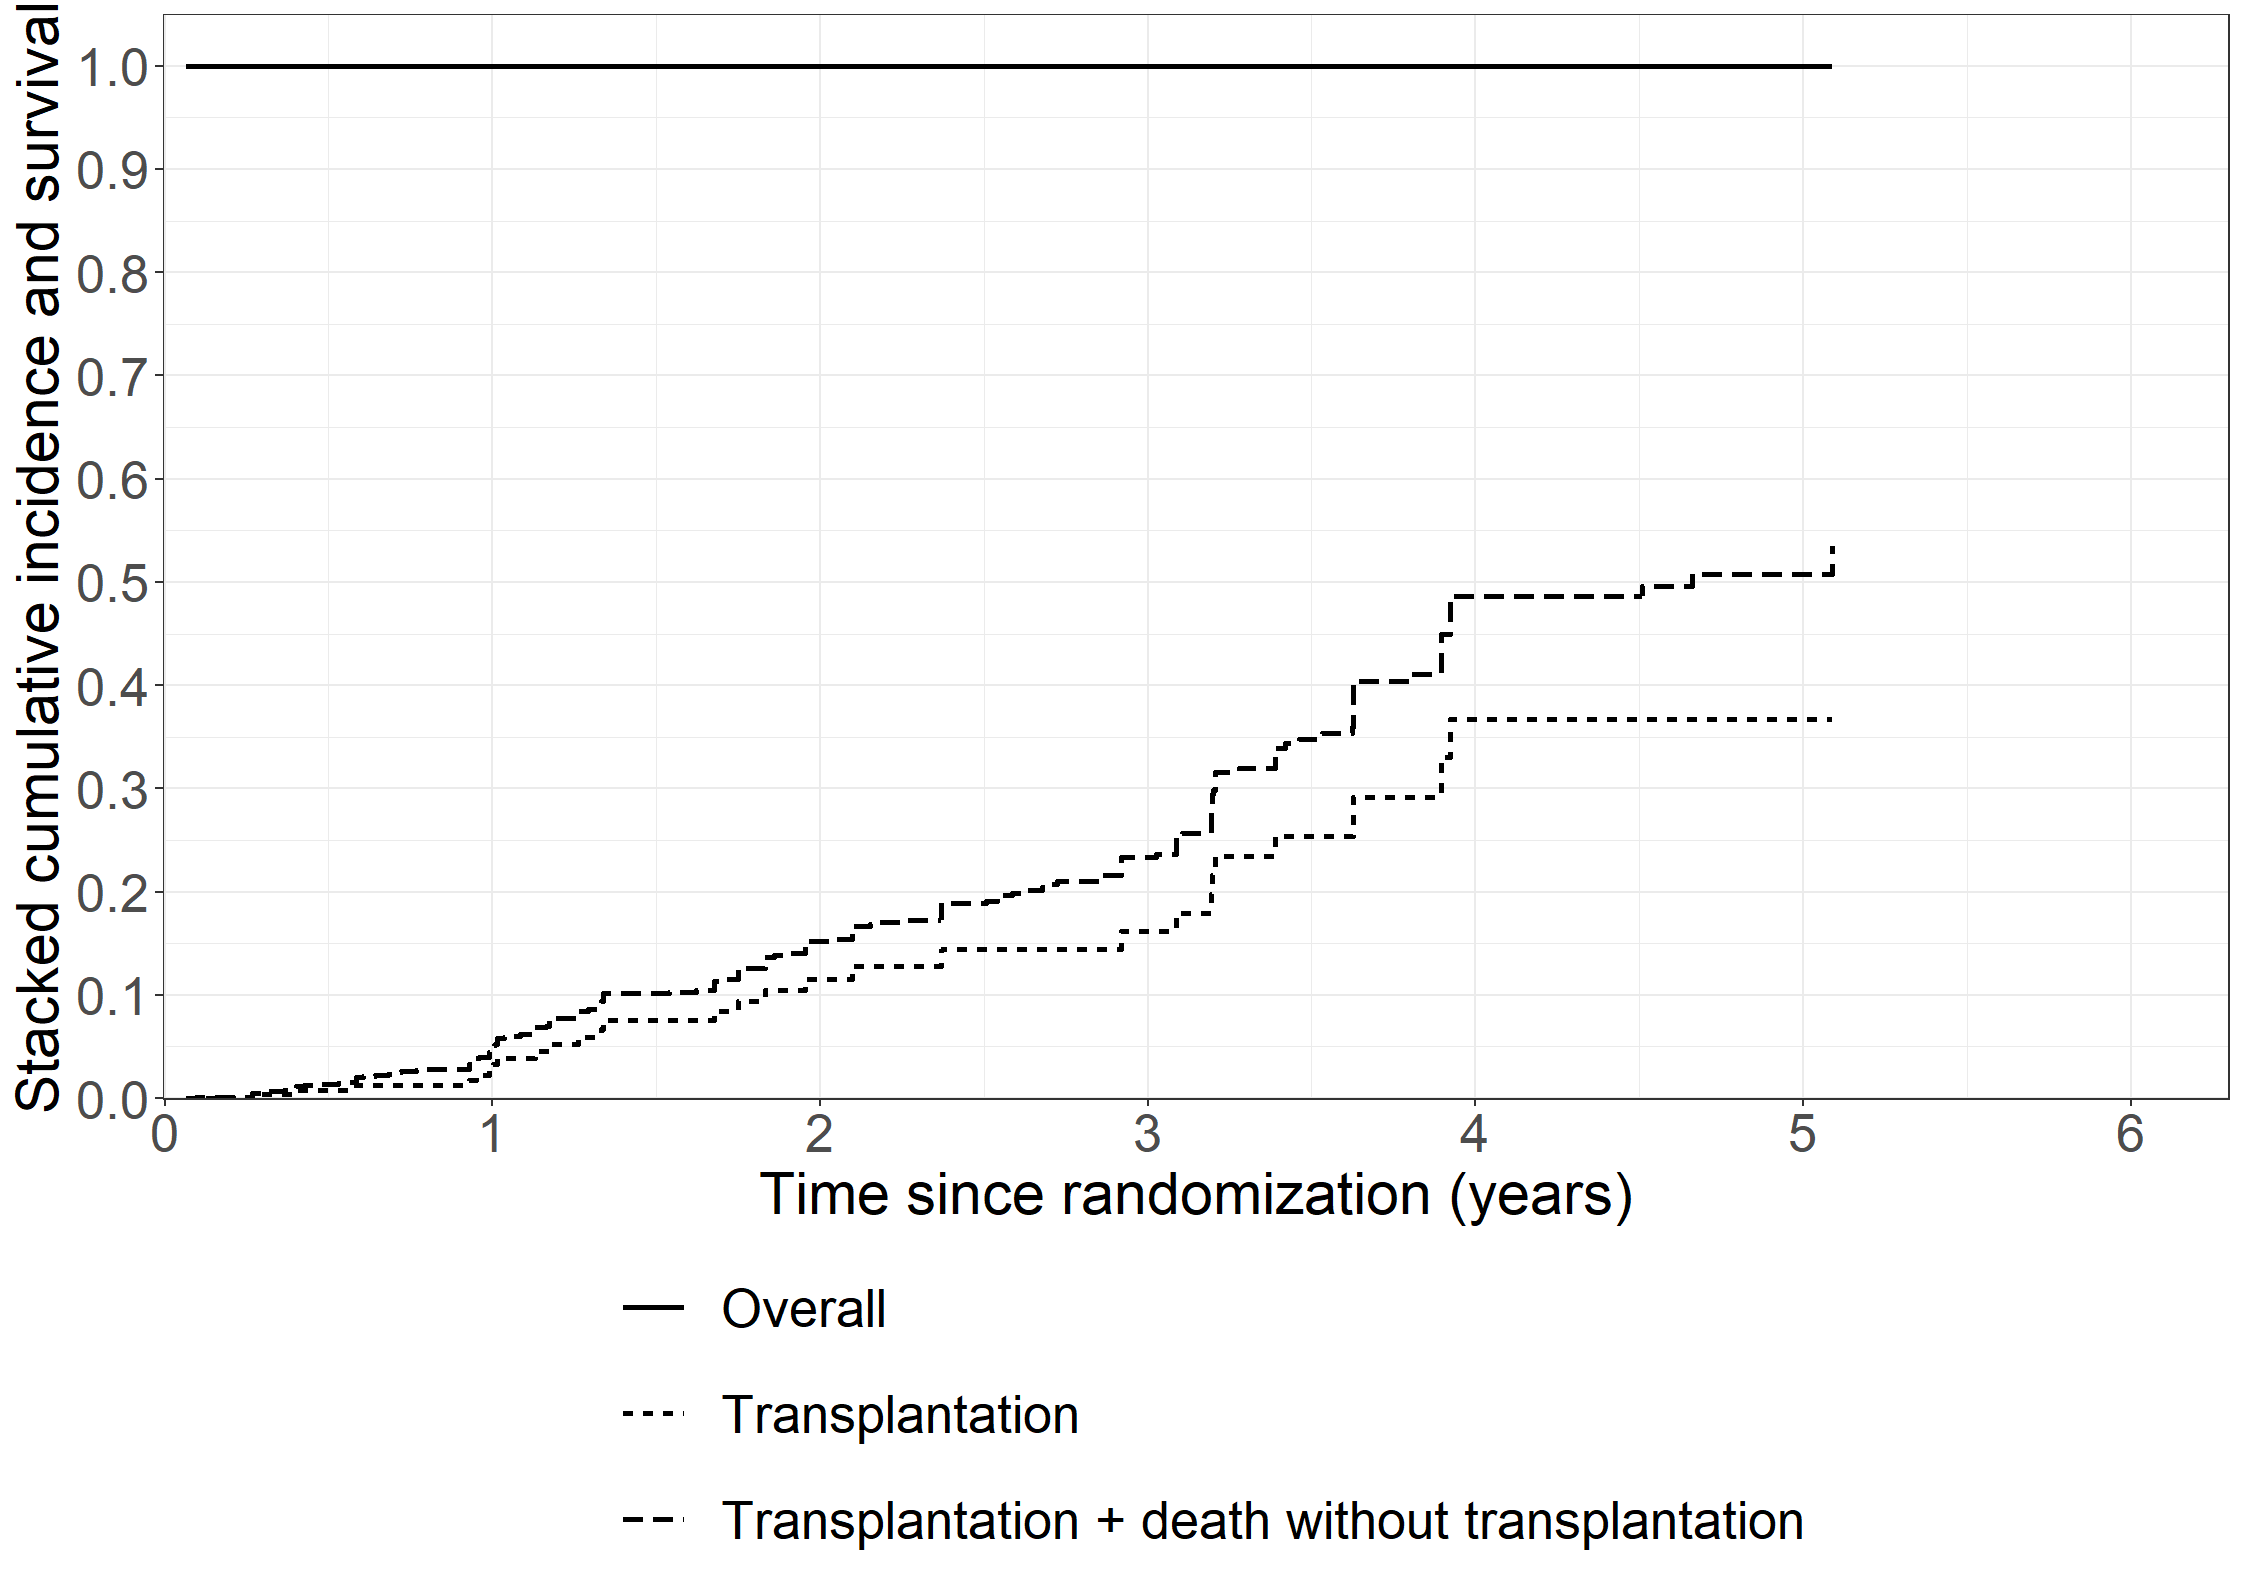 Stacked cumulative incidence and survival
1.0
0.9
0.8
0.7
0.6
0.5
0.4
0.3
0.2
0.1
0.0
0 1 2 3 4 5 6
Time since randomization (years)
Overall
Transplantation
Transplantation + death without transplantation